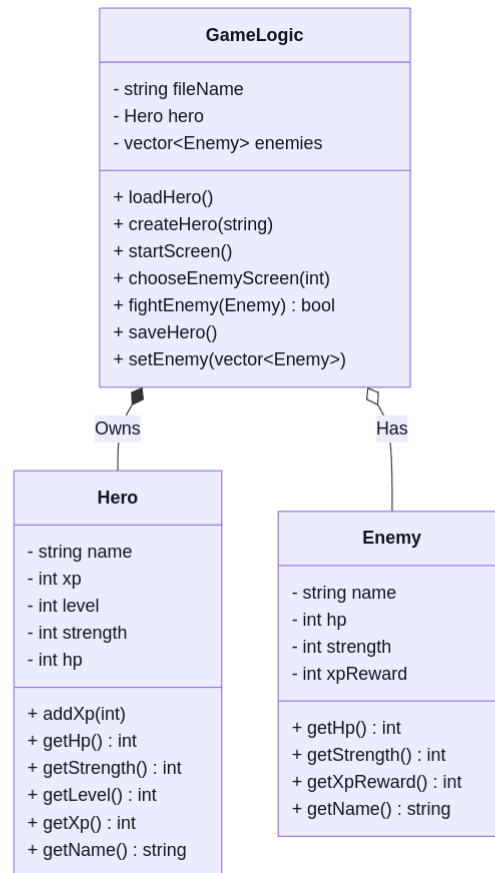 GameLogic
- string fileName
- Hero hero
- vector<Enemy> enemies
+ loadHero()
+ createHero(string)
+ startScreen()
+ chooseEnemyScreen(int)
+ fightEnemy(Enemy) : bool
+ saveHero()
+ setEnemy(vector<Enemy>)
Owns
Has
Hero
- string name
- int xp
- int level
- int strength
- int hp
+ addXp(int)
+ getHp() : int
+ getStrength() : int
+ getLevel() : int
+ getXp() : int
+ getName() : string
Enemy
- string name
- int hp
- int strength
- int xpReward
+ getHp() : int
+ getStrength() : int
+ getXpReward() : int
+ getName() : string